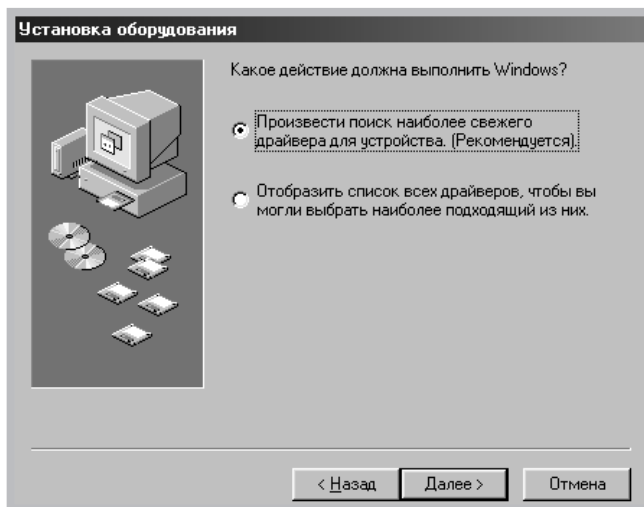 Установка оборудования
Какое действие должна выполнить Windows?
Произвести поиск наиболее свежего
драйвера для устройства. (Рекомендуется).
Отобразить список всех драйверов, чтобы вы
могли выбрать наиболее подходящий из них.
< Назад   Далее >   Отмена